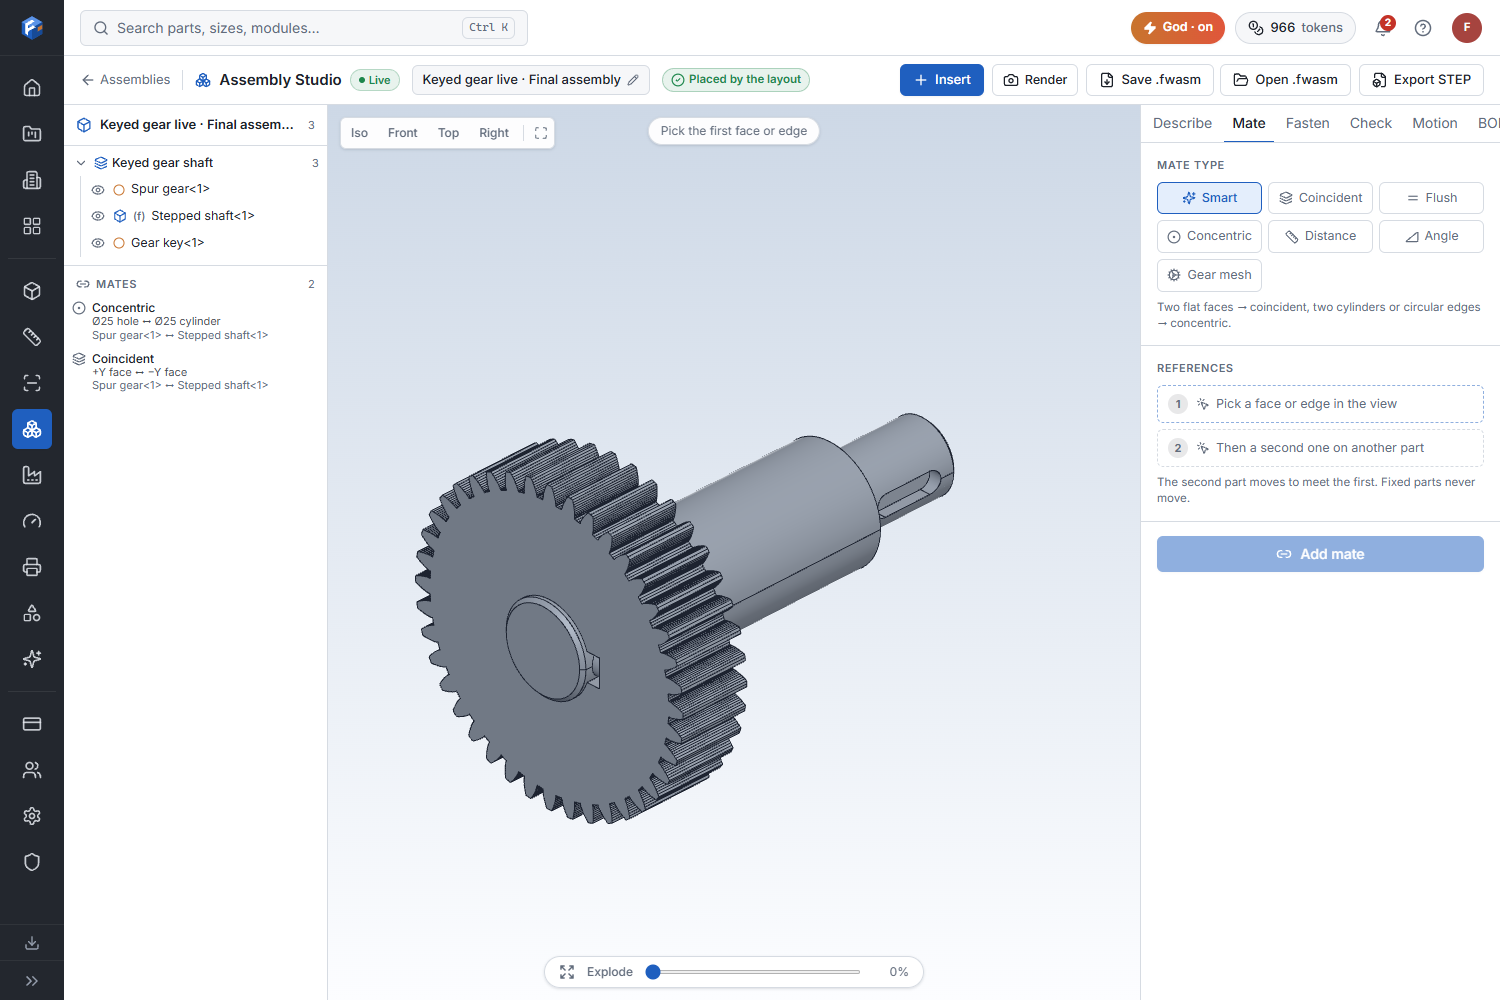 Search parts, sizes, modules...
Ctrl K
God · on
966 tokens
2
F
Assemblies
Assembly Studio
Live
Keyed gear live · Final assembly
Placed by the layout
Insert
Render
Save .fwasm
Open .fwasm
Export STEP
Keyed gear live · Final assem...
3
Keyed gear shaft
3
Spur gear<1>
(f) Stepped shaft<1>
Gear key<1>
MATES
2
Concentric
Ø25 hole ↔ Ø25 cylinder
Spur gear<1> ↔ Stepped shaft<1>
Coincident
+Y face ↔ −Y face
Spur gear<1> ↔ Stepped shaft<1>
Iso
Front
Top
Right
Pick the first face or edge
Explode
0%
Describe
Mate
Fasten
Check
Motion
BO
MATE TYPE
Smart
Coincident
Flush
Concentric
Distance
Angle
Gear mesh
Two flat faces → coincident, two cylinders or circular edges
→ concentric.
REFERENCES
1 Pick a face or edge in the view
2 Then a second one on another part
The second part moves to meet the first. Fixed parts never
move.
Add mate